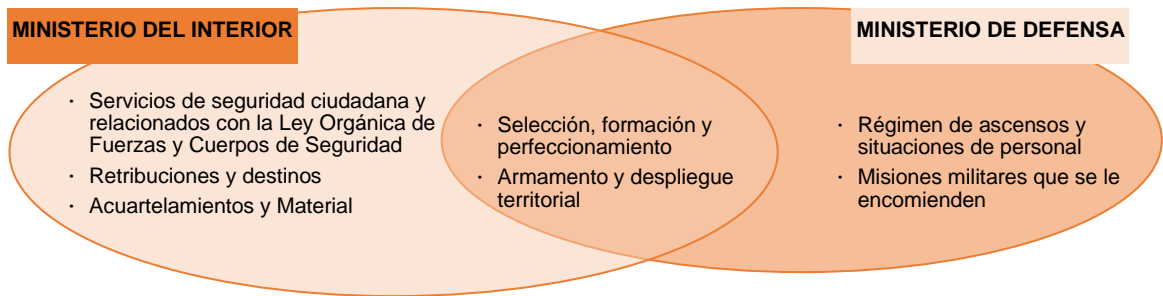 MINISTERIO DEL INTERIOR
MINISTERIO DE DEFENSA
· Servicios de seguridad ciudadana y
relacionados con la Ley Orgánica de
Fuerzas y Cuerpos de Seguridad
· Retribuciones y destinos
· Acuartelamientos y Material
· Selección, formación y
perfeccionamiento
· Armamento y despliegue
territorial
· Régimen de ascensos y
situaciones de personal
· Misiones militares que se le
encomienden